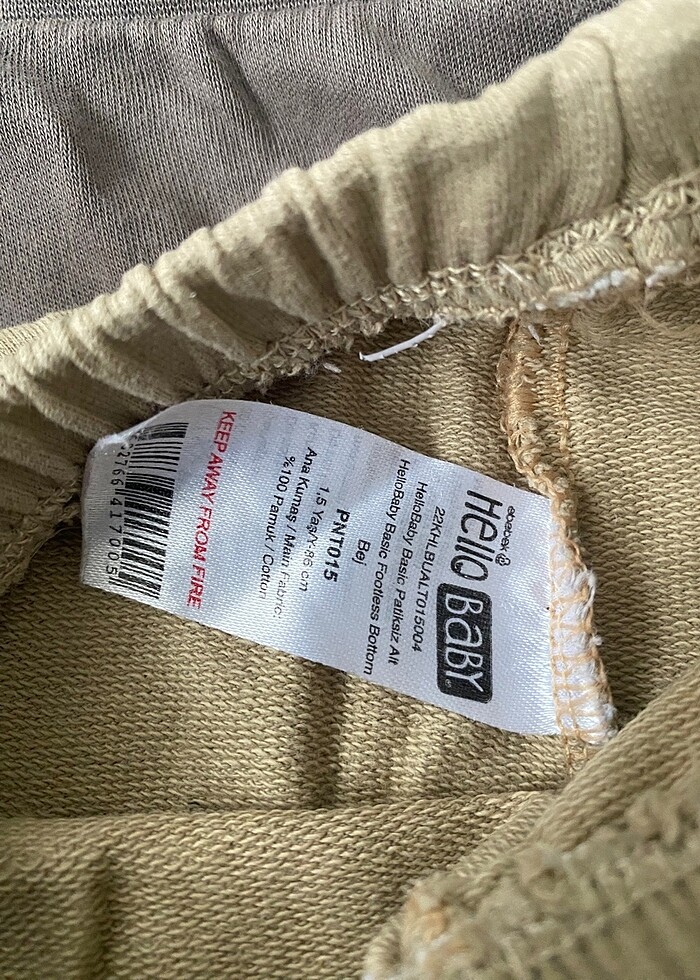 ebebek
Hello BaBY
22KHLBUALT015004
HelloBaby Basic Patiksiz Alt
HelloBaby Basic Footless Bottom
Bej
PNT015
1,5 Yaş/Y-86 cm
Ana Kumaş / Main Fabric:
%100 Pamuk / Cotton
KEEP AWAY FROM FIRE